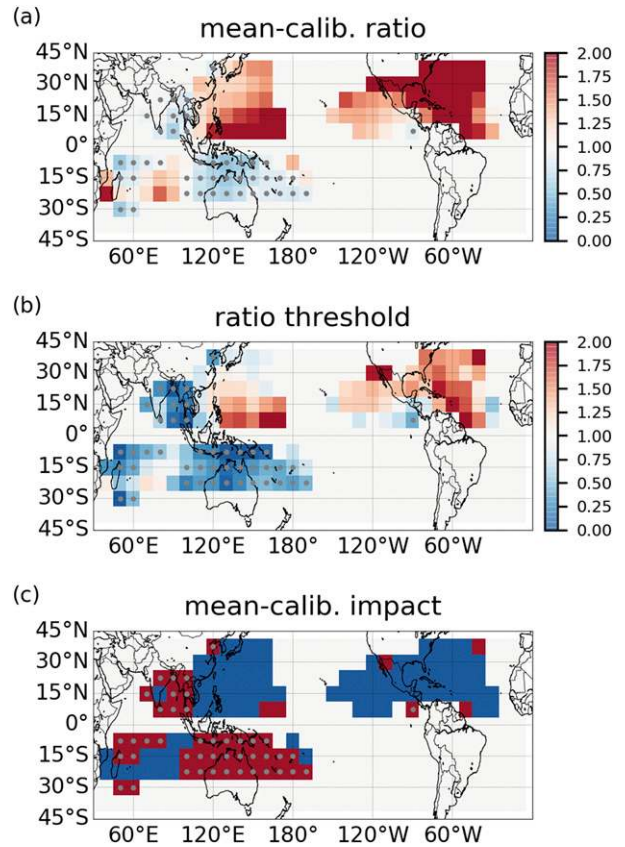 (a)
mean-calib. ratio
45°N
30°N
15°N
0°
15°S
30°S
45°S
60°E 120°E 180° 120°W 60°W
2.00
1.75
1.50
1.25
1.00
0.75
0.50
0.25
0.00
(b)
ratio threshold
45°N
30°N
15°N
0°
15°S
30°S
45°S
60°E 120°E 180° 120°W 60°W
2.00
1.75
1.50
1.25
1.00
0.75
0.50
0.25
0.00
(c)
mean-calib. impact
45°N
30°N
15°N
0°
15°S
30°S
45°S
60°E 120°E 180° 120°W 60°W